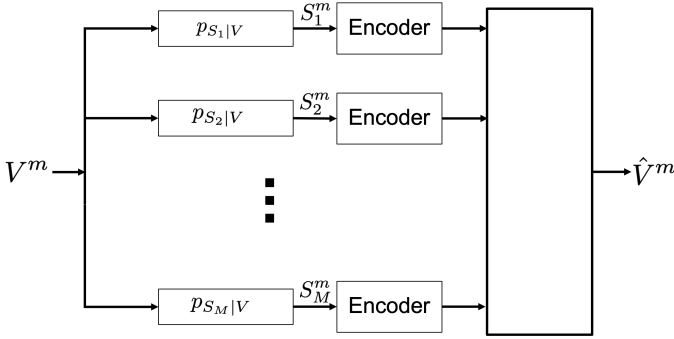 p_{S_1|V} S_1^m Encoder
p_{S_2|V} S_2^m Encoder
V^m \hat{V}^m
p_{S_M|V} S_M^m Encoder